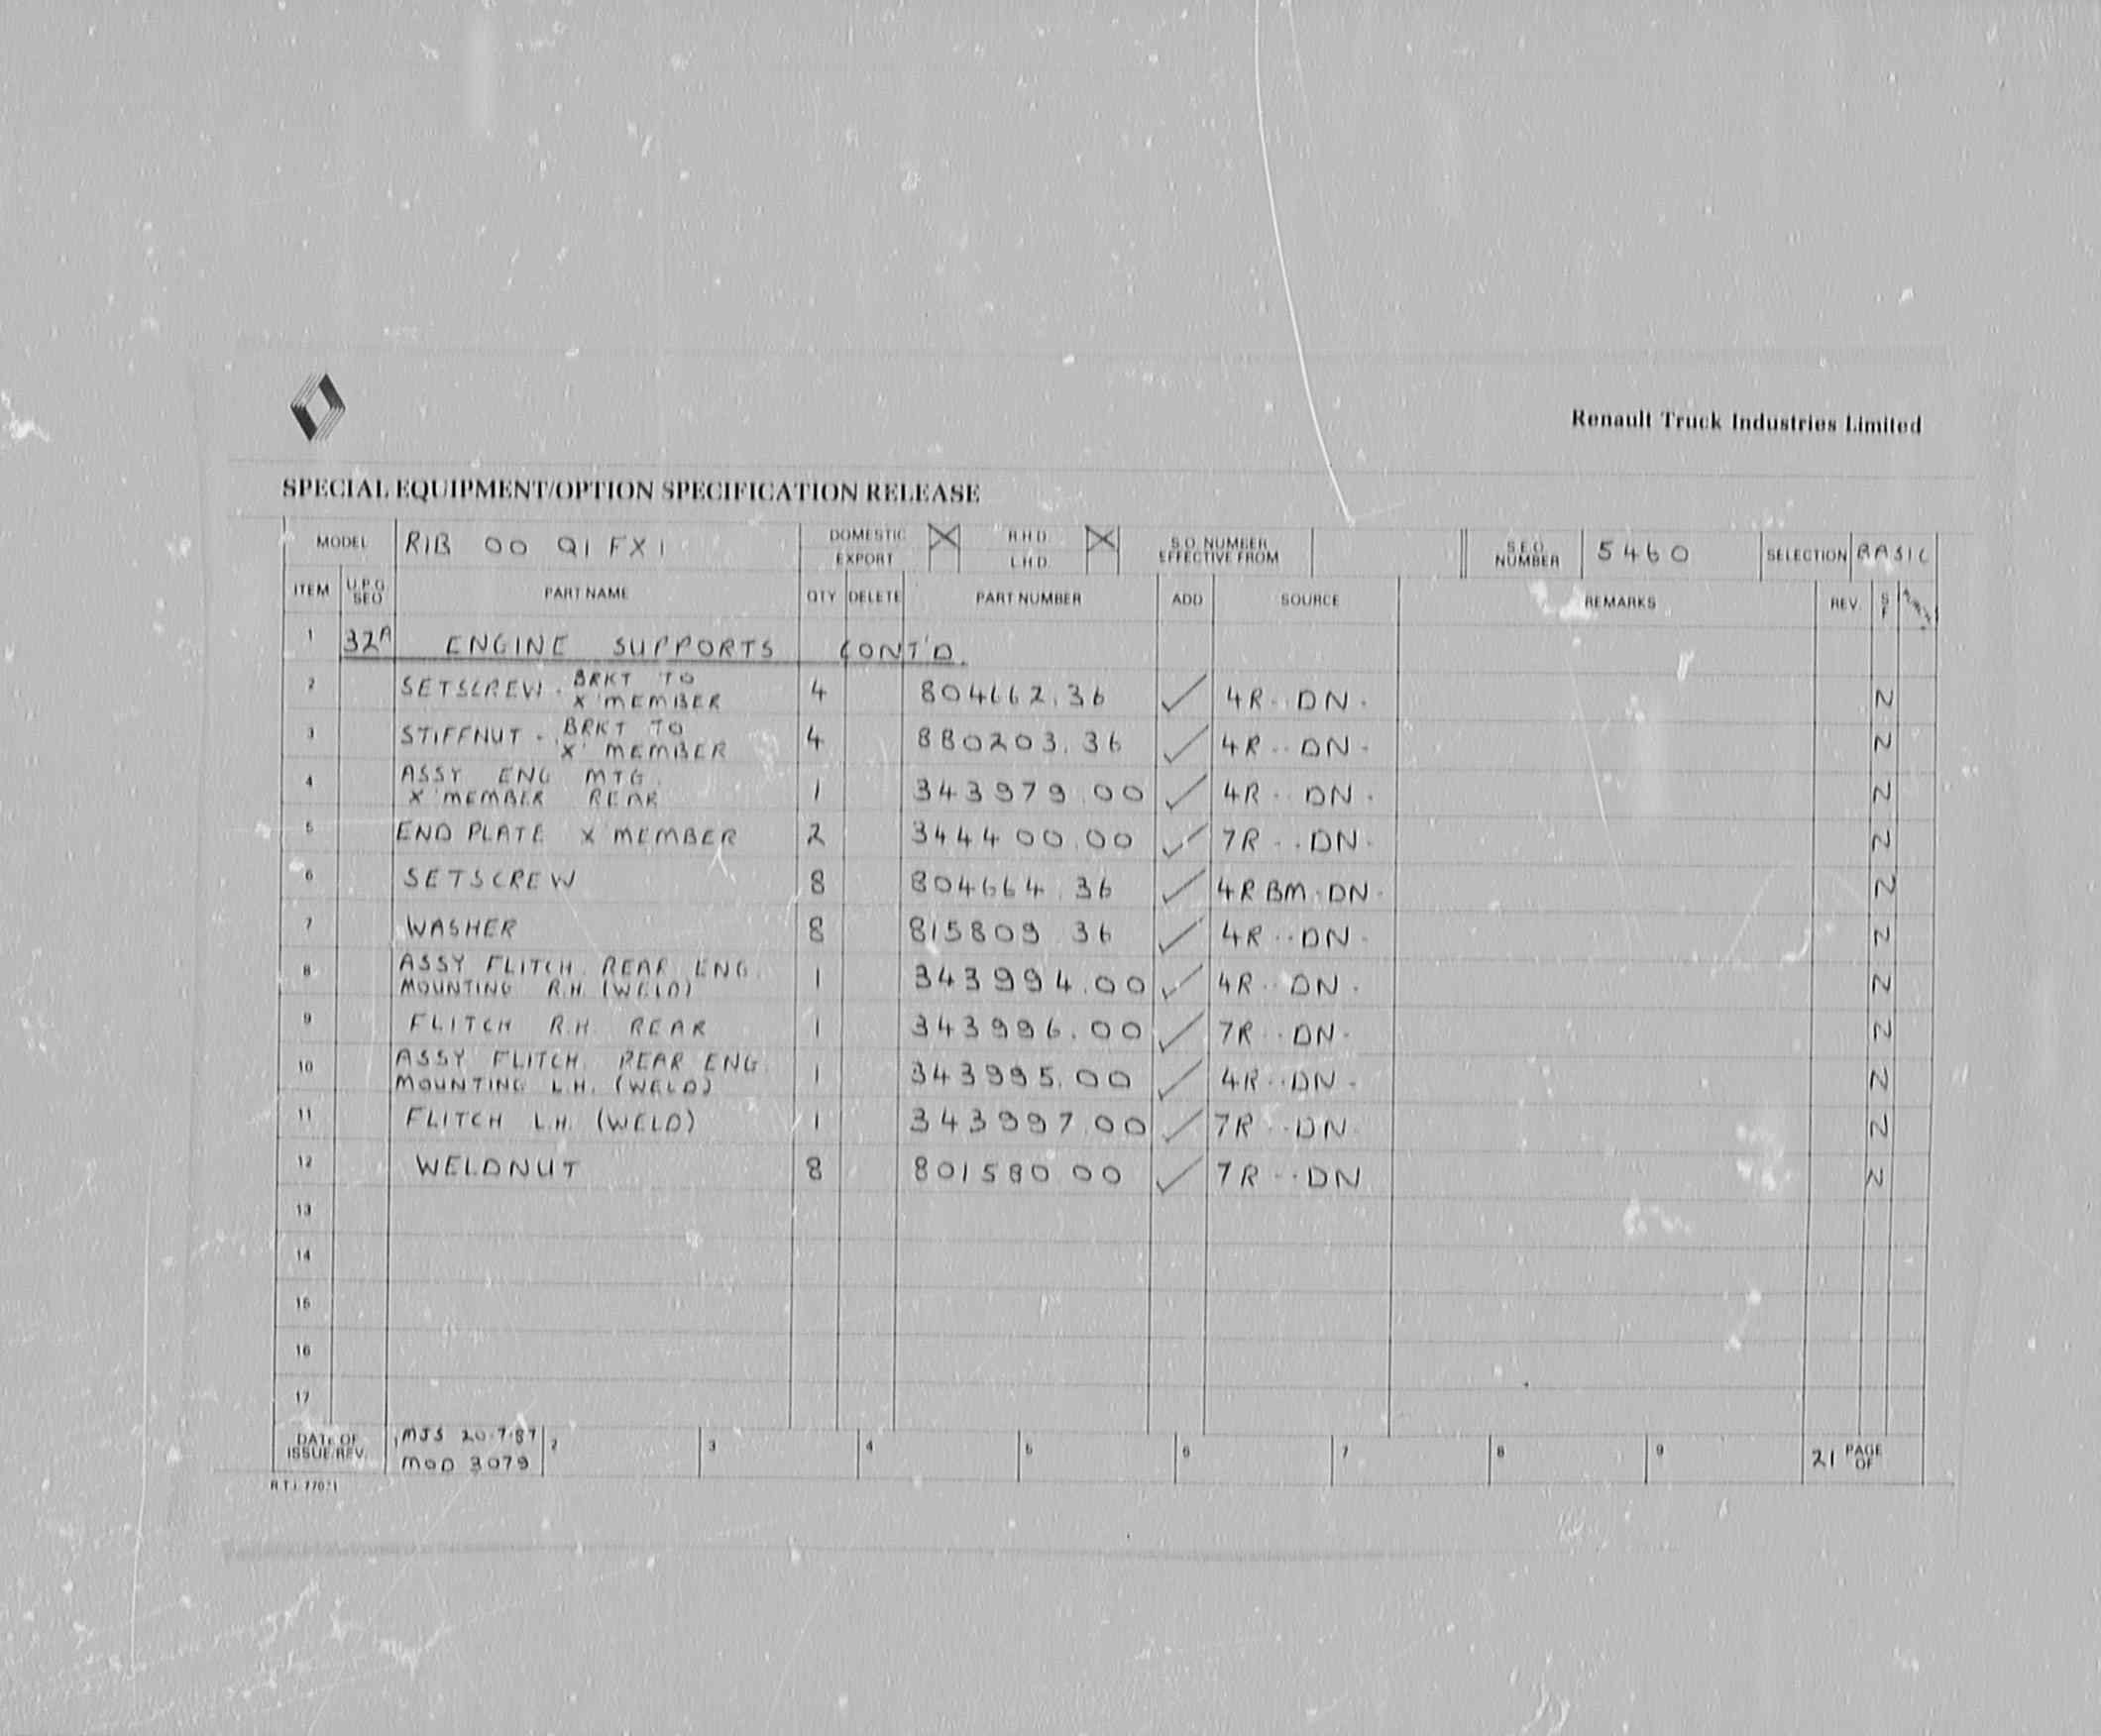 Renault Truck Industries Limited
SPECIAL EQUIPMENT/OPTION SPECIFICATION RELEASE
MODEL R1B 00 Q1 FX1 DOMESTIC EXPORT R.H.D. L.H.D. S.O. NUMBER EFFECTIVE FROM S.E.O. NUMBER 5460 SELECTION BASIC
ITEM U.P.G. SEQ PART NAME QTY DELETE PART NUMBER ADD SOURCE REMARKS REV. S F
1 32A ENGINE SUPPORTS CONT'D.
2 SETSCREW. BRKT TO 4 804662.36 ✓ 4R..DN. N
X'MEMBER
3 STIFFNUT. BRKT TO 4 880203.36 ✓ 4R..DN. N
'X' MEMBER
4 ASSY ENG MTG. 1 343979.00 ✓ 4R..DN. N
X'MEMBER REAR
5 END PLATE X'MEMBER 2 344400.00 ✓ 7R..DN. N
6 SETSCREW 8 804664.36 ✓ 4R BM.DN. N
7 WASHER 8 815809 36 ✓ 4R..DN. N
8 ASSY FLITCH. REAR ENG. 1 343994.00 ✓ 4R..DN. N
MOUNTING R.H. (WELD)
9 FLITCH R.H. REAR 1 343996.00 ✓ 7R..DN. N
10 ASSY FLITCH. REAR ENG. 1 343995.00 ✓ 4R..DN. N
MOUNTING L.H. (WELD)
11 FLITCH L.H. (WELD) 1 343997.00 ✓ 7R..DN. N
12 WELDNUT 8 801580 00 ✓ 7R..DN N
13
14
15
16
17
DATE OF ISSUE/REV. 1 MJS 20.7.87 2 3 4 5 6 7 8 9 21 PAGE OF
MOD 3079